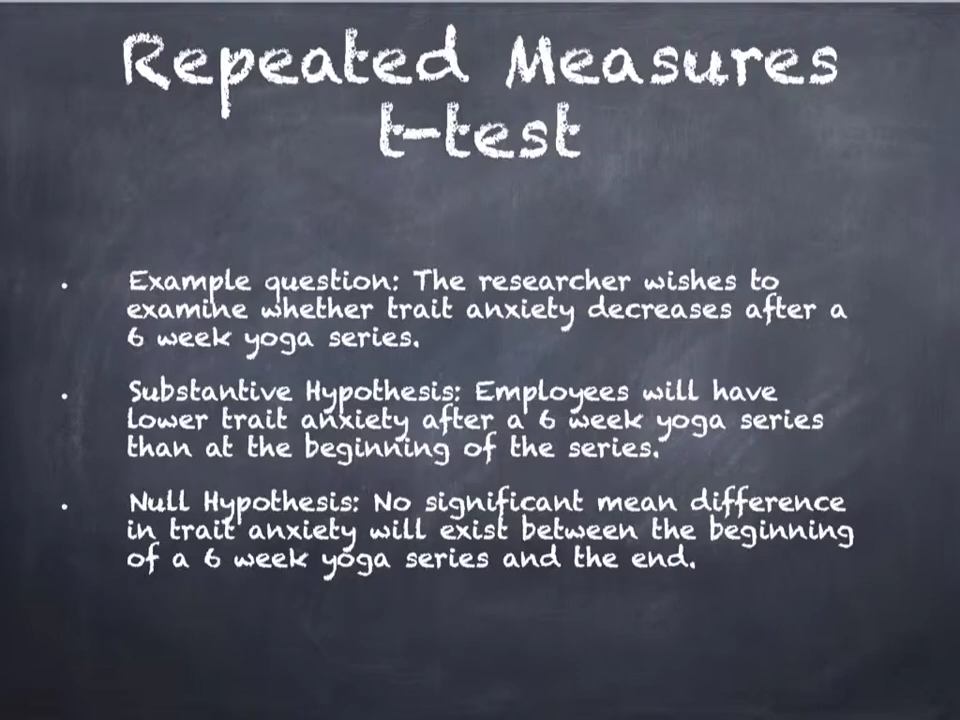 Repeated Measures
t-test
. Example question: The researcher wishes to
examine whether trait anxiety decreases after a
6 week yoga series.
. Substantive Hypothesis: Employees will have
lower trait anxiety after a 6 week yoga series
than at the beginning of the series.
. Null Hypothesis: No significant mean difference
in trait anxiety will exist between the beginning
of a 6 week yoga series and the end.